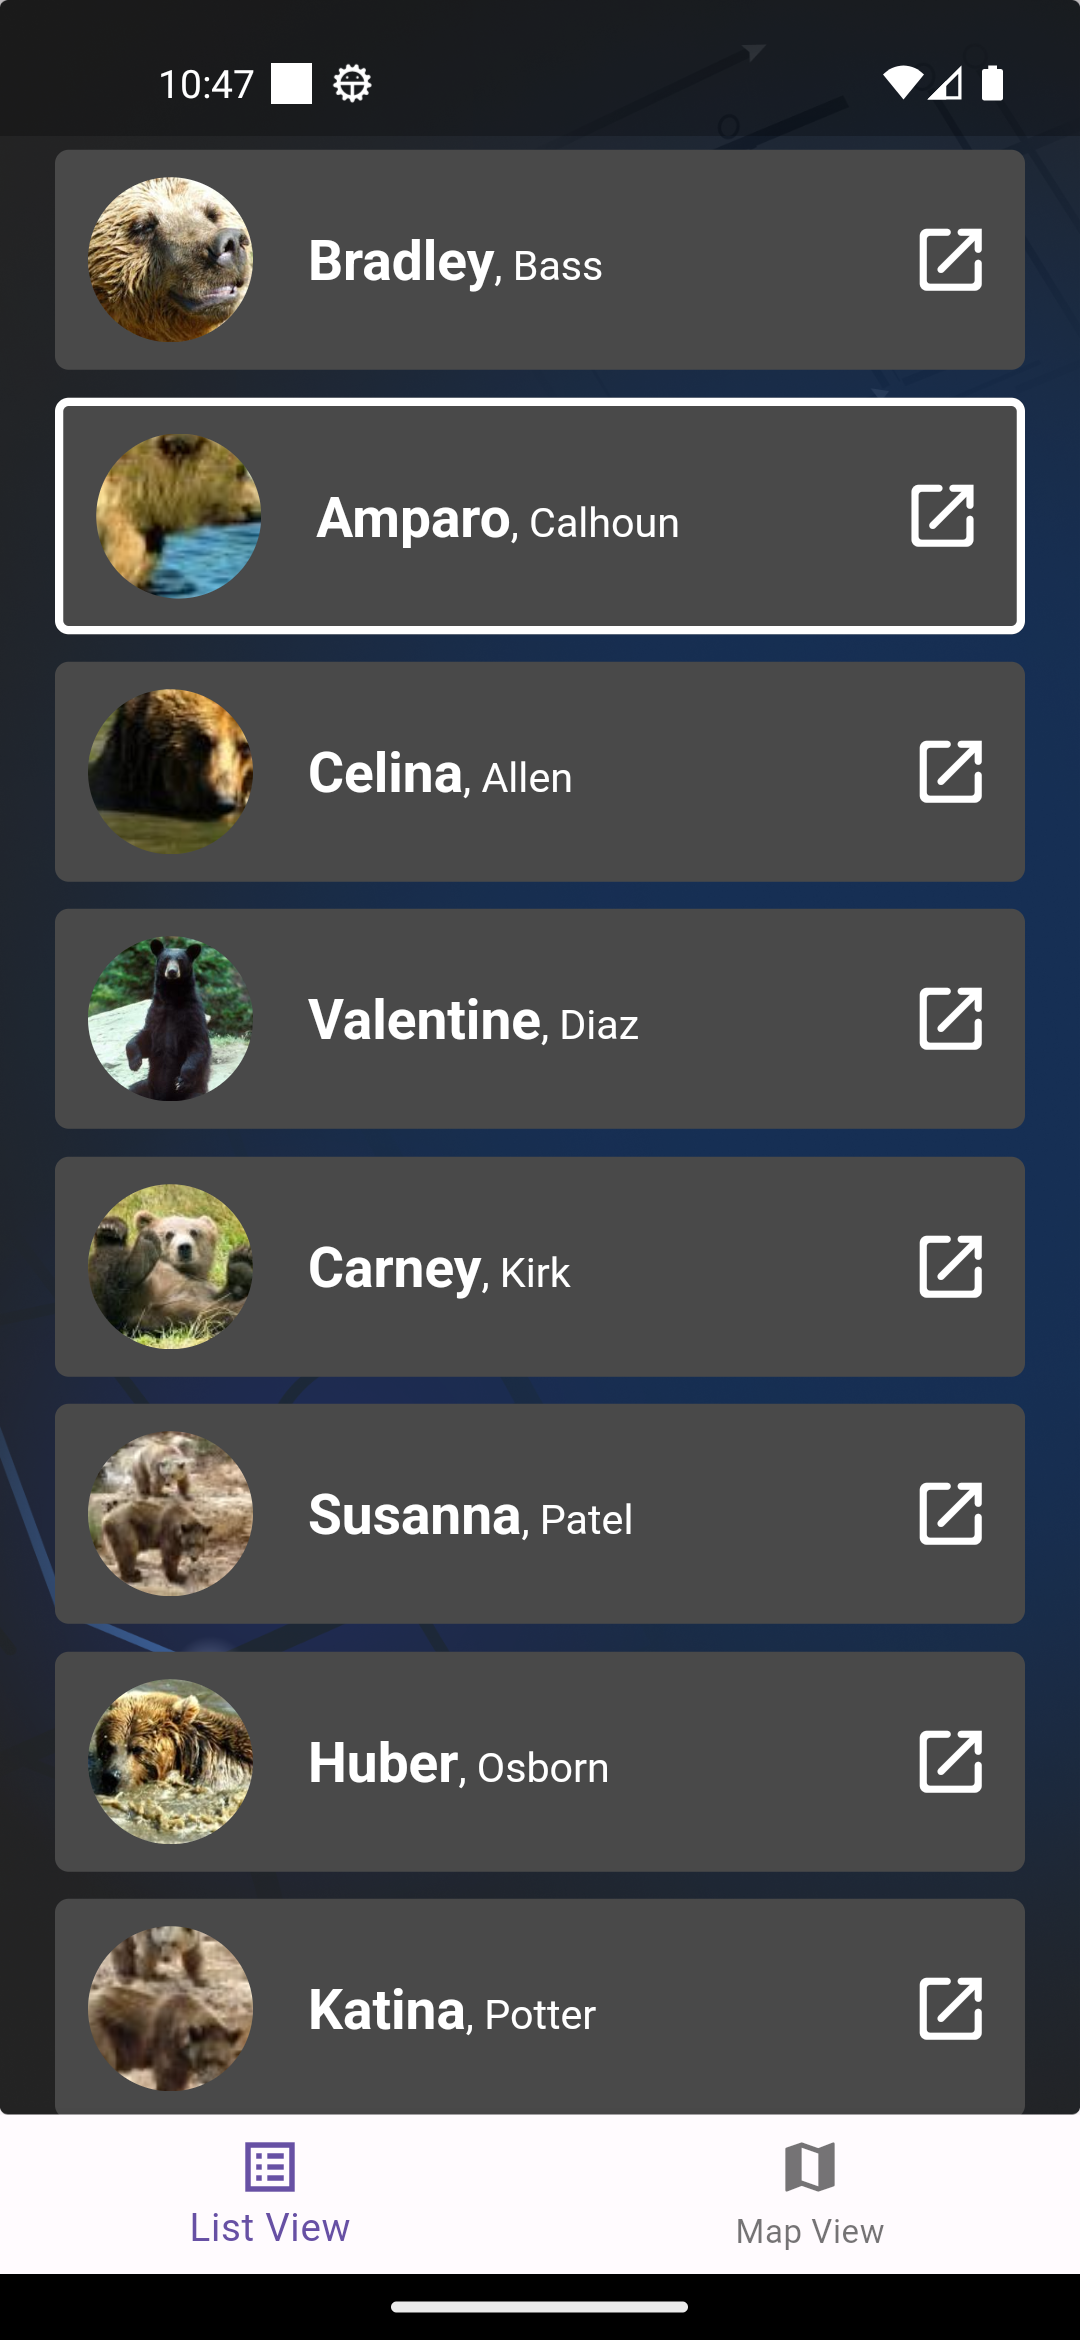 10:47
Bradley, Bass
Amparo, Calhoun
Celina, Allen
Valentine, Diaz
Carney, Kirk
Susanna, Patel
Huber, Osborn
Katina, Potter
List View
Map View